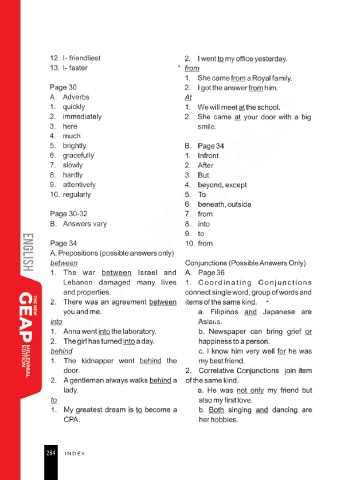 12. l- friendliest
13. l- faster
Page 30
A. Adverbs
1. quickly
2. immediately
3. here
4. much
5. brightly
6. gracefully
7. slowly
8. hardly
9. attentively
10. regularly
Page 30-32
B. Answers vary
Page 34
A. Prepositions (possible answers only)
between
1. The war between Israel and
Lebanon damaged many lives
and properties.
2. There was an agreement between
you and me.
into
1. Anna went into the laboratory.
2. The girl has turned into a day.
behind
1. The kidnapper went behind the
door.
2. A gentleman always walks behind a
lady.
to
1. My greatest dream is to become a
CPA.
2. I went to my office yesterday.
from
1. She came from a Royal family.
2. I got the answer from him.
At
1. We will meet at the school.
2. She came at your door with a big
smile.
B. Page 34
1. Infront
2. After
3. But
4. beyond, except
5. To
6. beneath, outside
7. from
8. into
9. to
10. from
Conjunctions (Possible Answers Only)
A. Page 36
1. Coordinating Conjunctions
connect single word, group of words and
items of the same kind.
a. Filipinos and Japanese are
Asians.
b. Newspaper can bring grief or
happiness to a person.
c. I know him very well for he was
my best friend.
2. Correlative Conjunctions join item
of the same kind.
a. He was not only my friend but
also my first love.
b. Both singing and dancing are
her hobbies.
ENGLISH
THE NEW
GEAP
MILLENNIAL
EDITION
284 INDEX